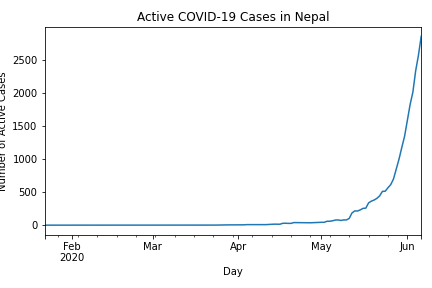 Active COVID-19 Cases in Nepal
Number of Active Cases
2500
2000
1500
1000
500
0
Feb
2020
Mar
Apr
May
Jun
Day